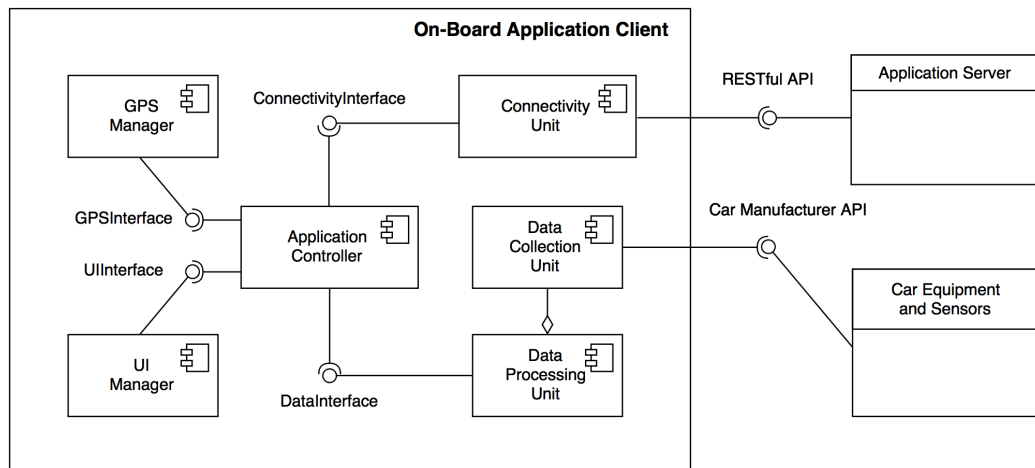 On-Board Application Client
GPS
Manager
ConnectivityInterface
Connectivity
Unit
RESTful API
Application Server
GPSInterface
UIInterface
Application
Controller
Data
Collection
Unit
Car Manufacturer API
Car Equipment
and Sensors
UI
Manager
DataInterface
Data
Processing
Unit